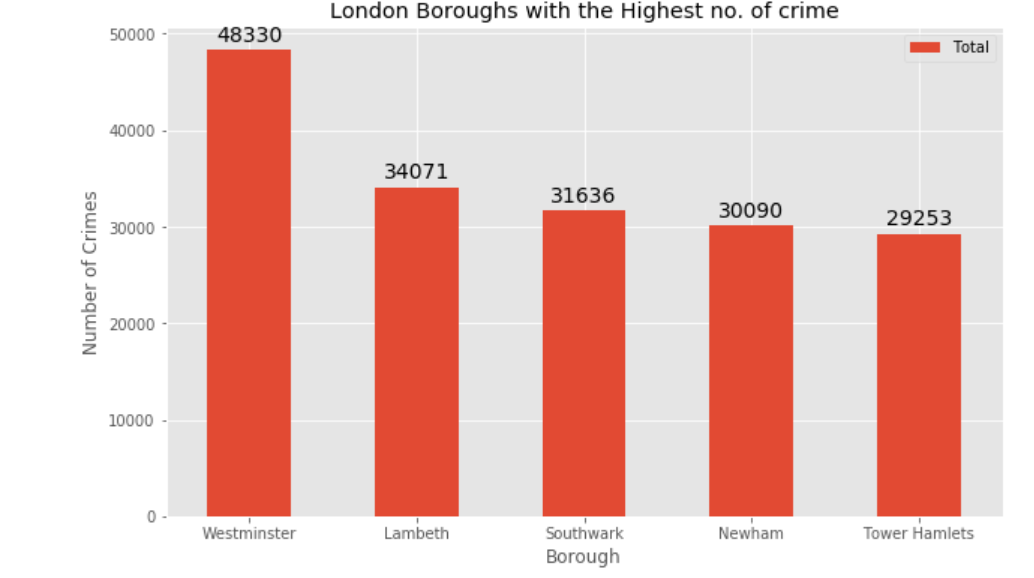 London Boroughs with the Highest no. of crime
Total
Number of Crimes
50000
40000
30000
20000
10000
0
48330
34071
31636
30090
29253
Westminster
Lambeth
Southwark
Newham
Tower Hamlets
Borough